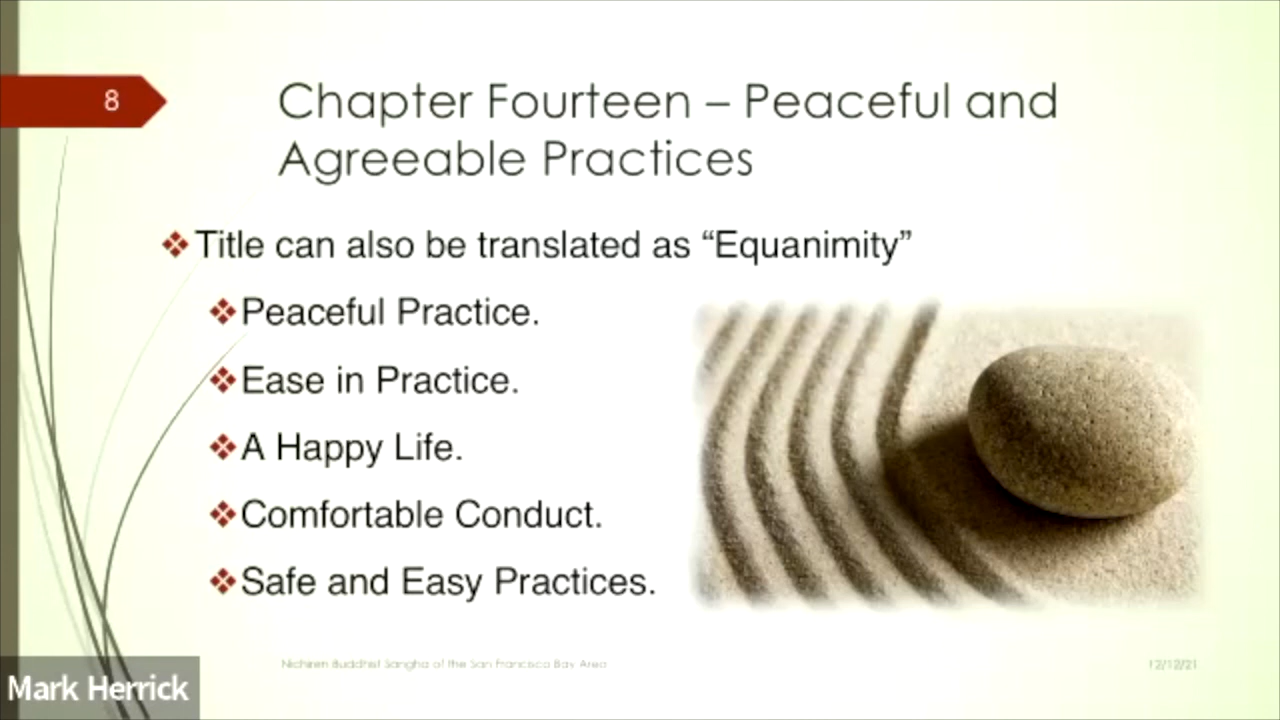 8
Chapter Fourteen – Peaceful and
Agreeable Practices
Title can also be translated as “Equanimity”
Peaceful Practice.
Ease in Practice.
A Happy Life.
Comfortable Conduct.
Safe and Easy Practices.
Nichiren Buddhist Sangha of the San Francisco Bay Area
12/12/21
Mark Herrick